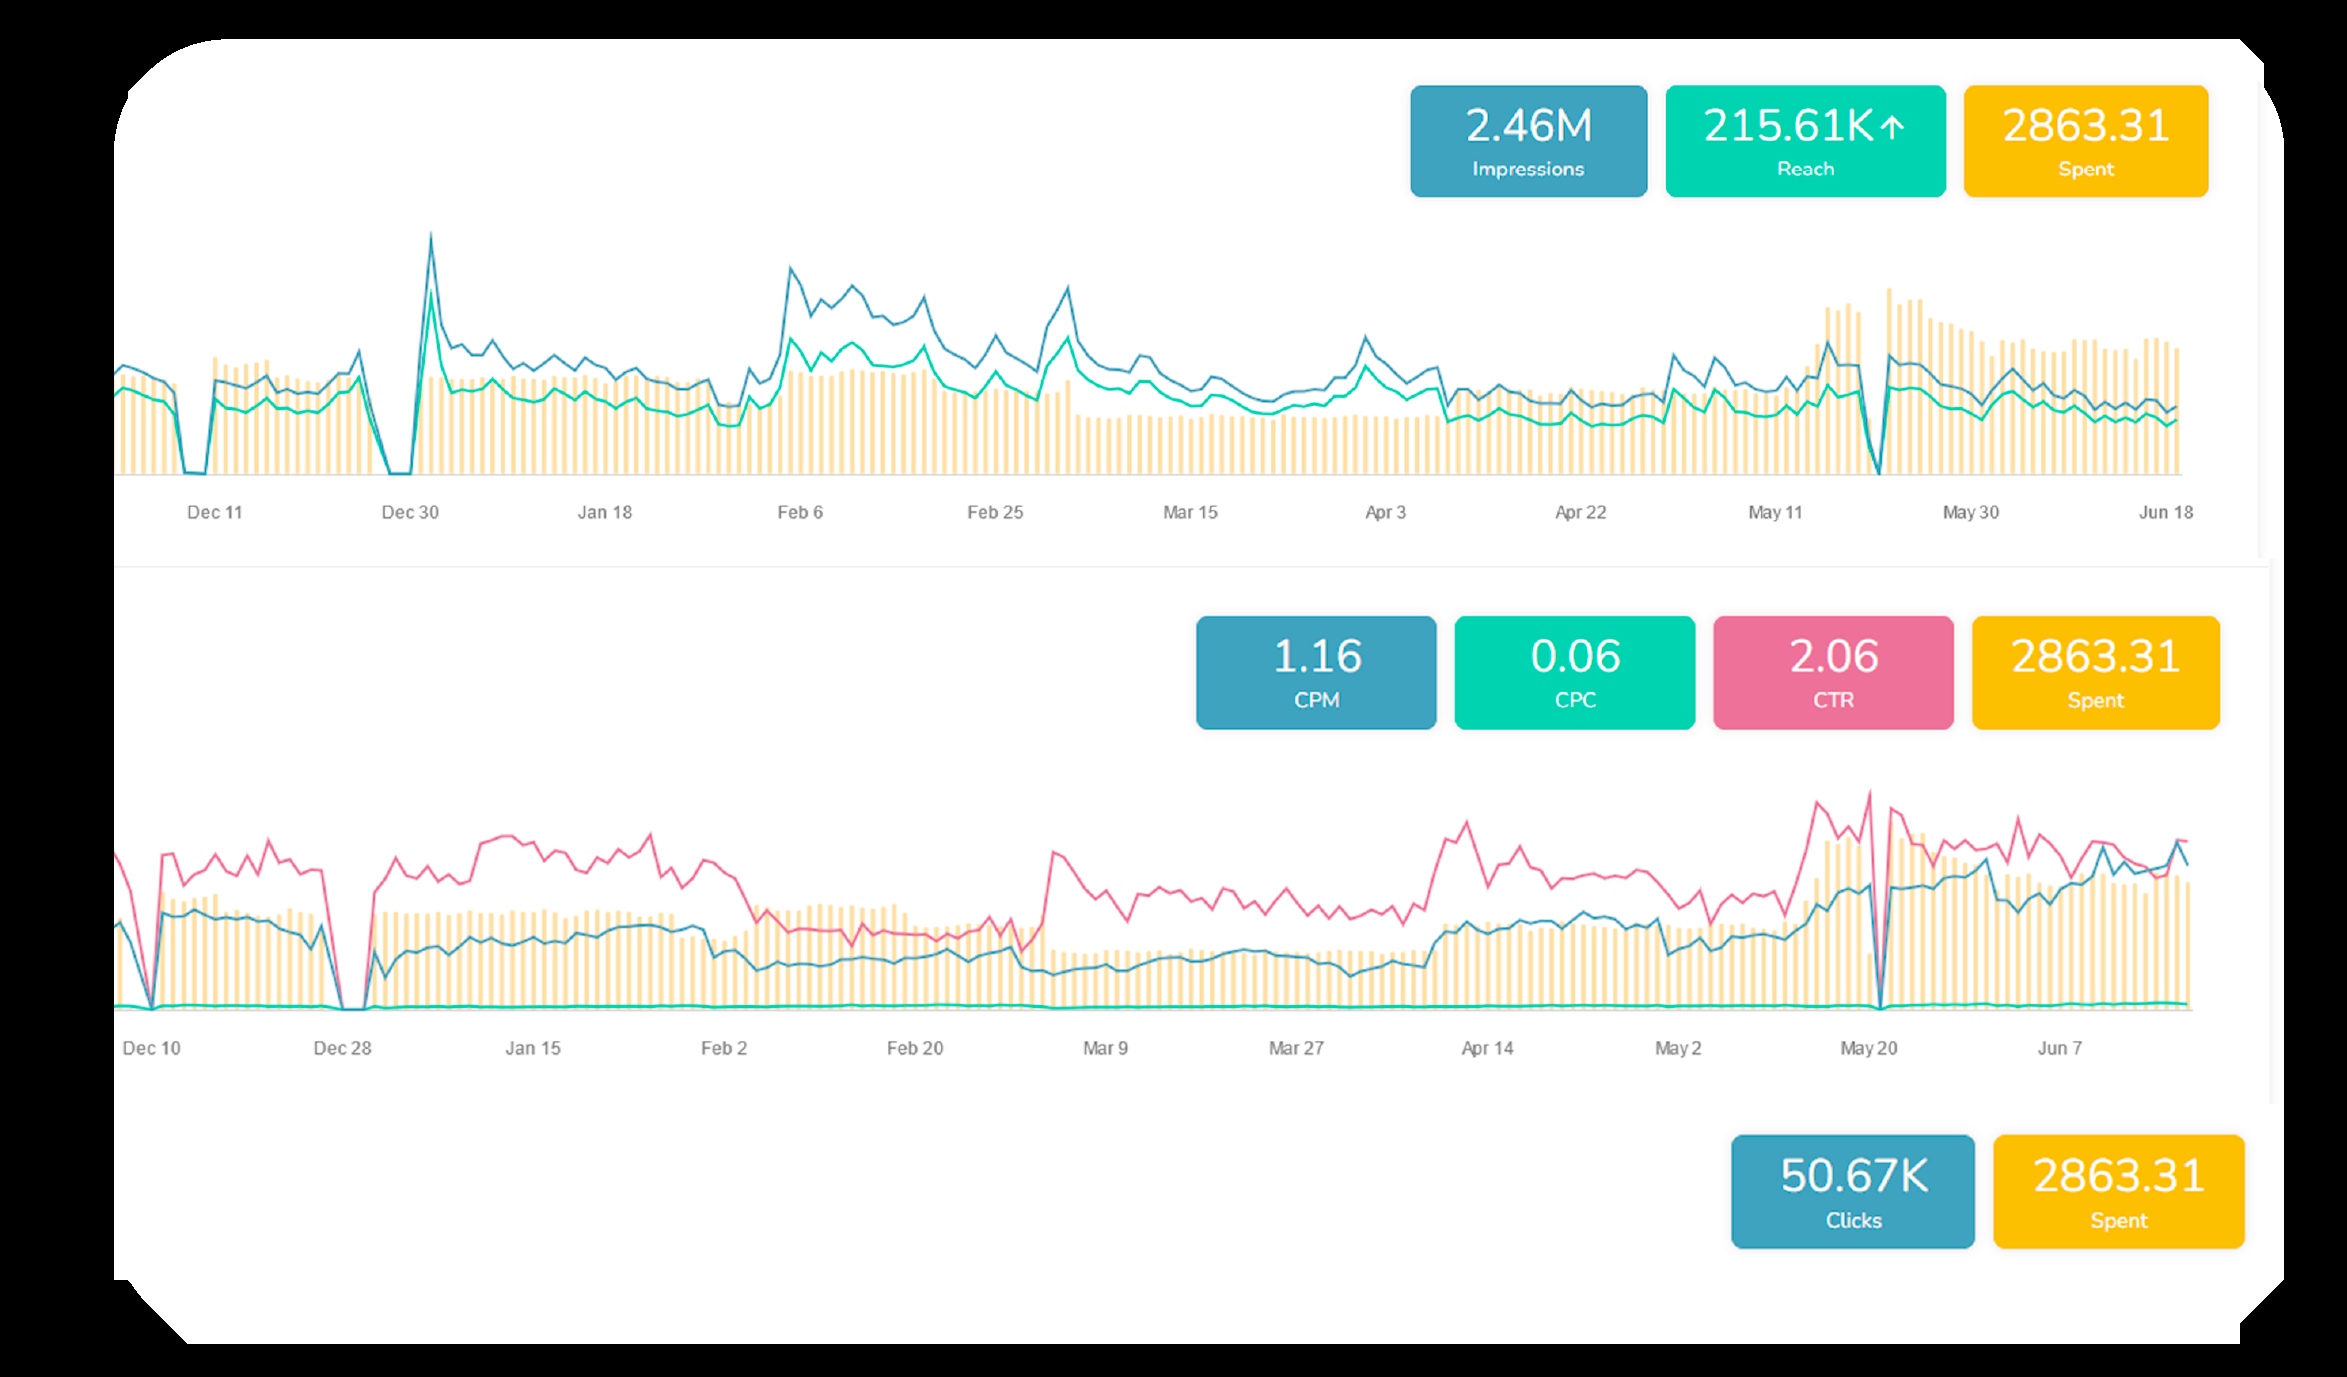 2.46M 215.61K↑ 2863.31
Impressions Reach Spent
Dec 11 Dec 30 Jan 18 Feb 6 Feb 25 Mar 15 Apr 3 Apr 22 May 11 May 30 Jun 18
1.16 0.06 2.06 2863.31
CPM CPC CTR Spent
Dec 10 Dec 28 Jan 15 Feb 2 Feb 20 Mar 9 Mar 27 Apr 14 May 2 May 20 Jun 7
50.67K 2863.31
Clicks Spent